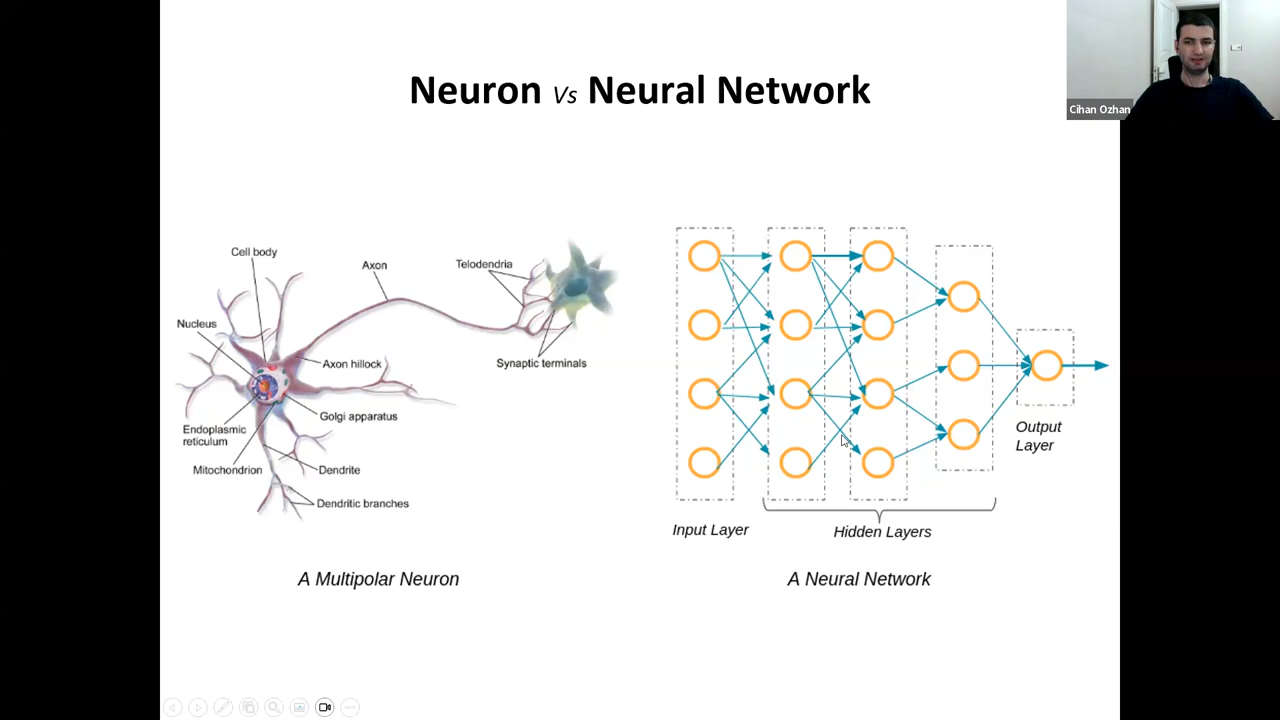 Cihan Ozhan
Neuron Vs Neural Network
Cell body
Axon
Telodendria
Nucleus
Axon hillock
Synaptic terminals
Golgi apparatus
Endoplasmic
reticulum
Mitochondrion
Dendrite
Dendritic branches
A Multipolar Neuron
Output
Layer
Input Layer
Hidden Layers
A Neural Network